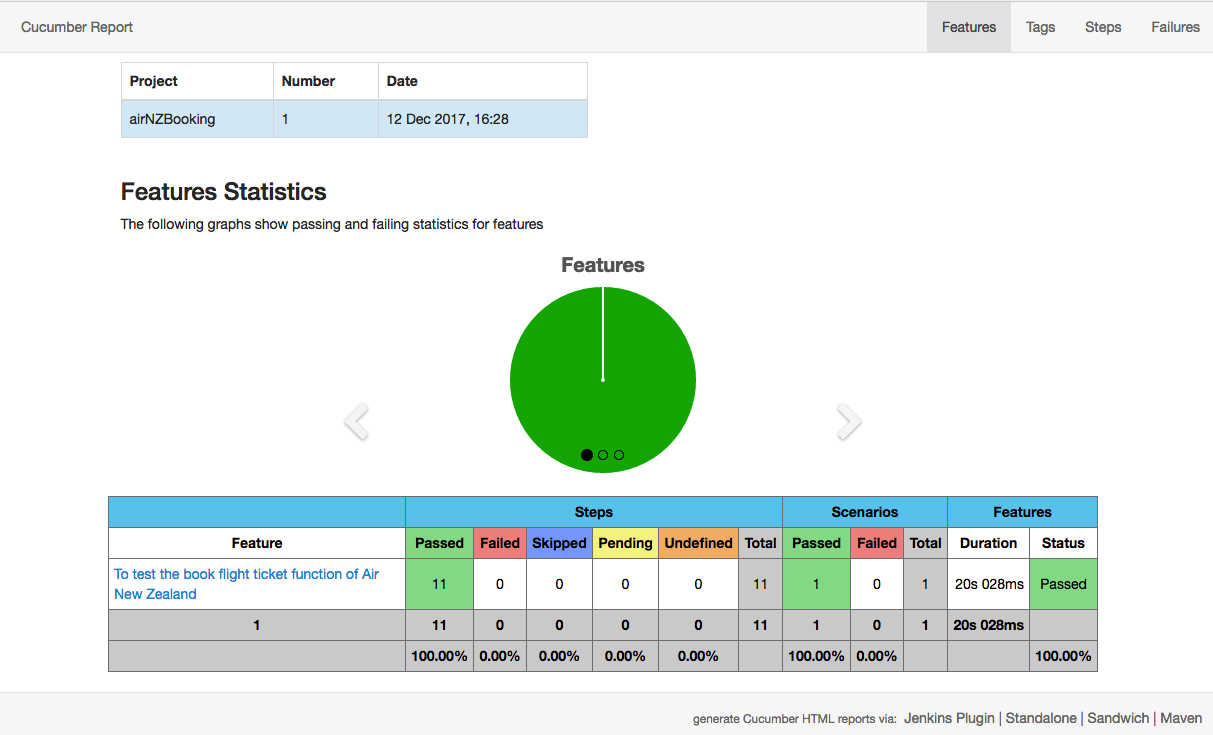 Cucumber Report Features Tags Steps Failures
Project Number Date
airNZBooking 1 12 Dec 2017, 16:28
Features Statistics
The following graphs show passing and failing statistics for features
Features
Steps Scenarios Features
Feature Passed Failed Skipped Pending Undefined Total Passed Failed Total Duration Status
To test the book flight ticket function of Air
New Zealand 11 0 0 0 0 11 1 0 1 20s 028ms Passed
1 11 0 0 0 0 11 1 0 1 20s 028ms
100.00% 0.00% 0.00% 0.00% 0.00% 100.00% 0.00% 100.00%
generate Cucumber HTML reports via: Jenkins Plugin | Standalone | Sandwich | Maven